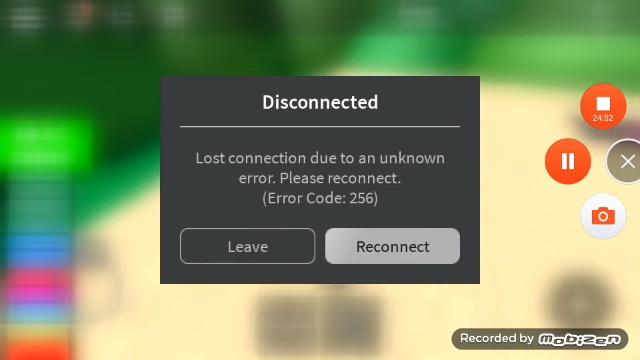 Disconnected
Lost connection due to an unknown
error. Please reconnect.
(Error Code: 256)
Leave
Reconnect
24:52
Recorded by mobizen